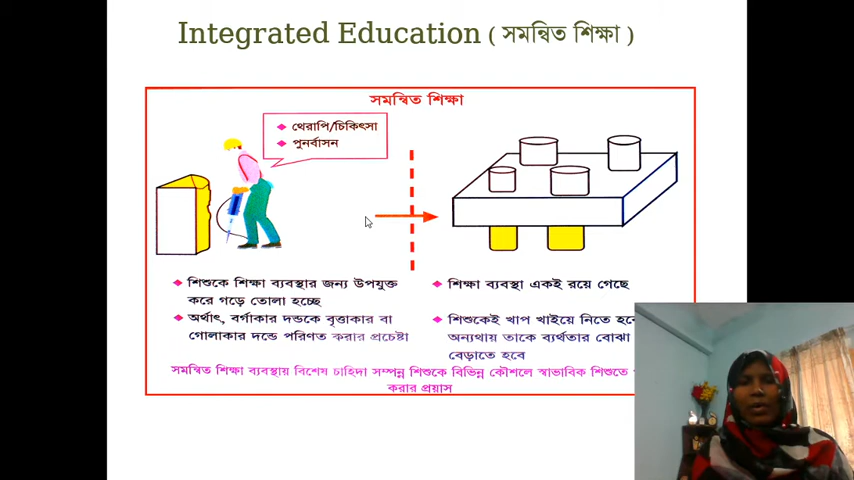 Integrated Education ( সমন্বিত শিক্ষা )
সমন্বিত শিক্ষা
❖ থেরাপি/চিকিৎসা
❖ পুনর্বাসন
❖ শিশুকে শিক্ষা ব্যবস্থার জন্য উপযুক্ত
করে গড়ে তোলা হচ্ছে
❖ অর্থাৎ, বর্গাকার দন্ডকে বৃত্তাকার বা
গোলাকার দন্ডে পরিণত করার প্রচেষ্টা
❖ শিক্ষা ব্যবস্থা একই রয়ে গেছে
❖ শিশুকেই খাপ খাইয়ে নিতে হবে
অন্যথায় তাকে ব্যর্থতার বোঝা
বেড়াতে হবে
সমন্বিত শিক্ষা ব্যবস্থায় বিশেষ চাহিদা সম্পন্ন শিশুকে বিভিন্ন কৌশলে স্বাভাবিক শিশুতে
করার প্রয়াস